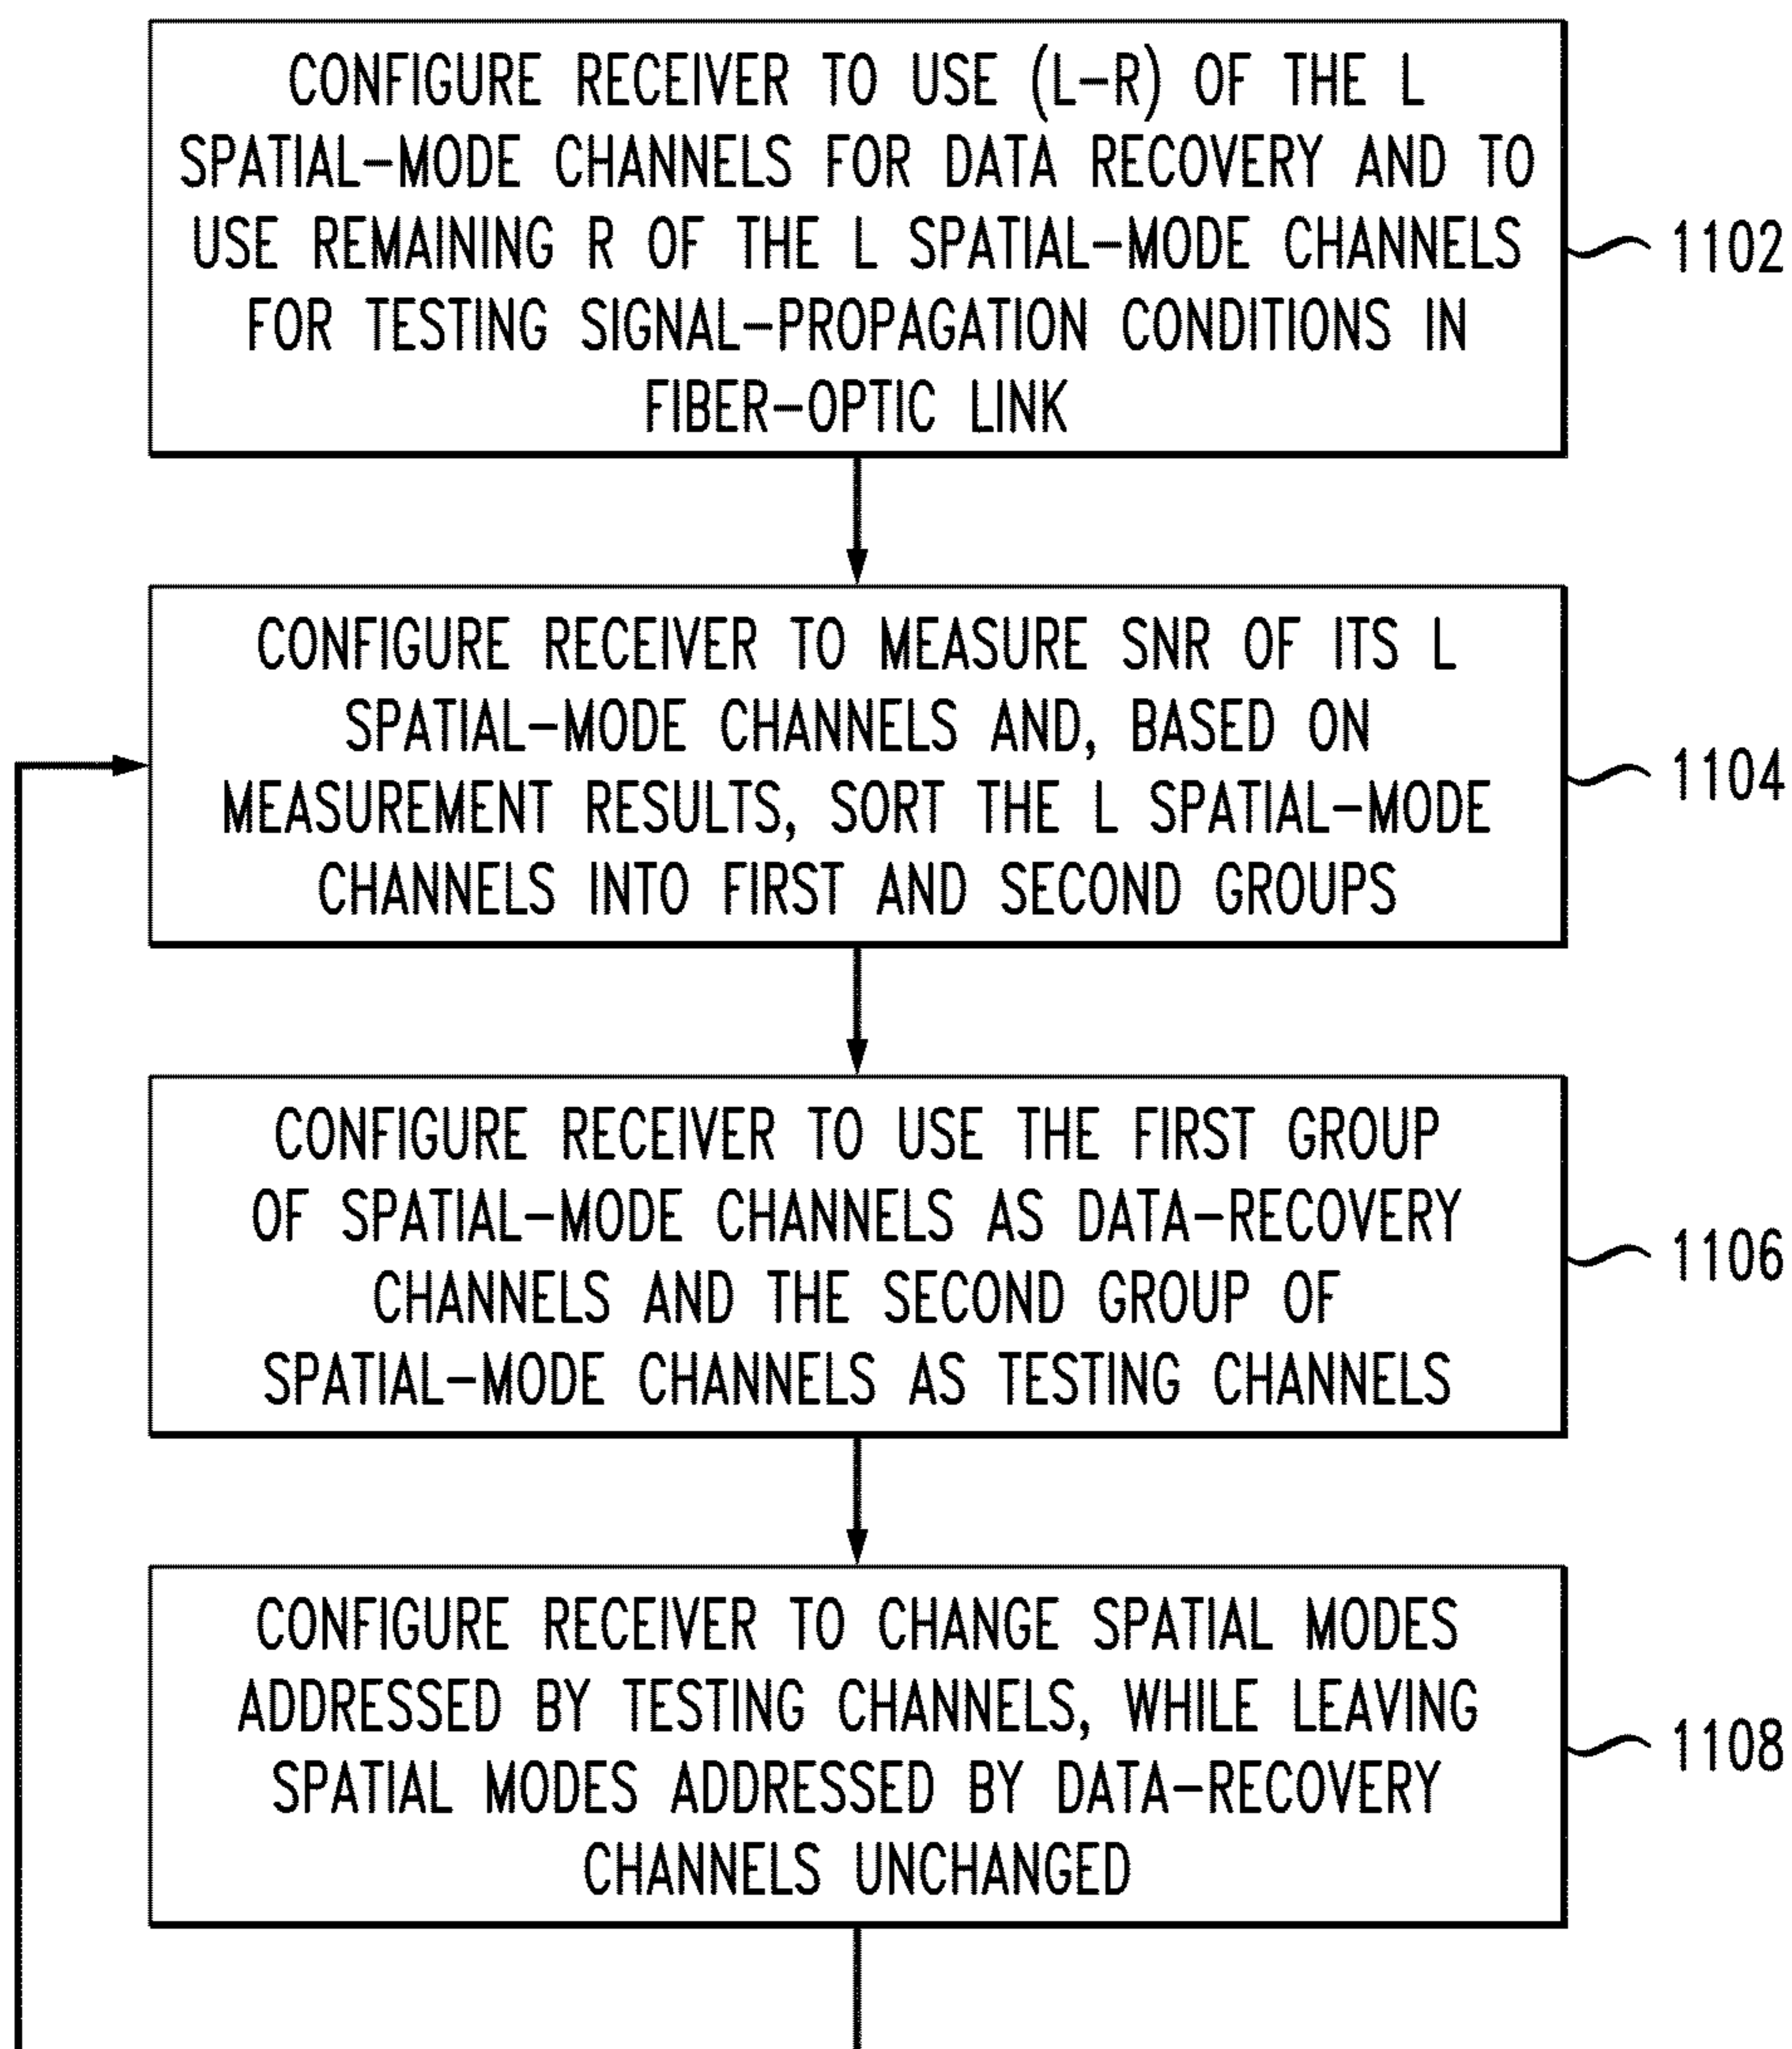 CONFIGURE RECEIVER TO USE (L-R) OF THE L
SPATIAL-MODE CHANNELS FOR DATA RECOVERY AND TO
USE REMAINING R OF THE L SPATIAL-MODE CHANNELS
FOR TESTING SIGNAL-PROPAGATION CONDITIONS IN
FIBER-OPTIC LINK
1102
CONFIGURE RECEIVER TO MEASURE SNR OF ITS L
SPATIAL-MODE CHANNELS AND, BASED ON
MEASUREMENT RESULTS, SORT THE L SPATIAL-MODE
CHANNELS INTO FIRST AND SECOND GROUPS
1104
CONFIGURE RECEIVER TO USE THE FIRST GROUP
OF SPATIAL-MODE CHANNELS AS DATA-RECOVERY
CHANNELS AND THE SECOND GROUP OF
SPATIAL-MODE CHANNELS AS TESTING CHANNELS
1106
CONFIGURE RECEIVER TO CHANGE SPATIAL MODES
ADDRESSED BY TESTING CHANNELS, WHILE LEAVING
SPATIAL MODES ADDRESSED BY DATA-RECOVERY
CHANNELS UNCHANGED
1108